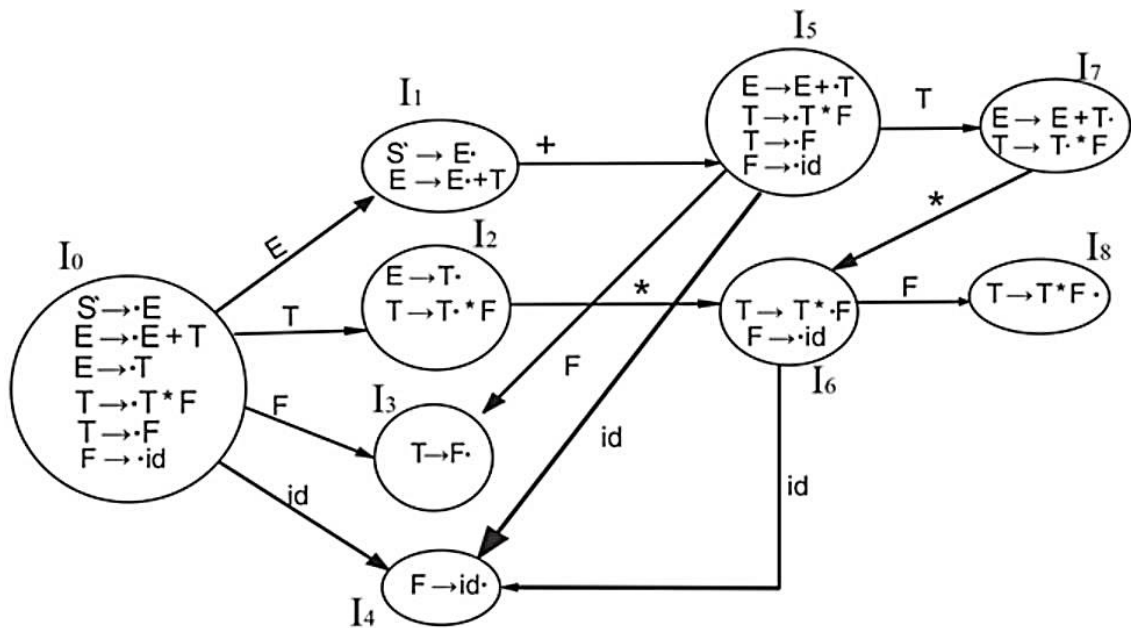 I0
S` → ·E
E → ·E + T
E → ·T
T → ·T * F
T → ·F
F → ·id
E
T
F
id
I1
S` → E·
E → E·+T
+
I2
E → T·
T → T· * F
*
I3
T → F·
I4
F → id·
I5
E → E + ·T
T → ·T * F
T → ·F
F → ·id
T
F
id
I7
E → E + T·
T → T· * F
*
T → T* ·F
F → ·id
I6
F
id
I8
T → T* F ·